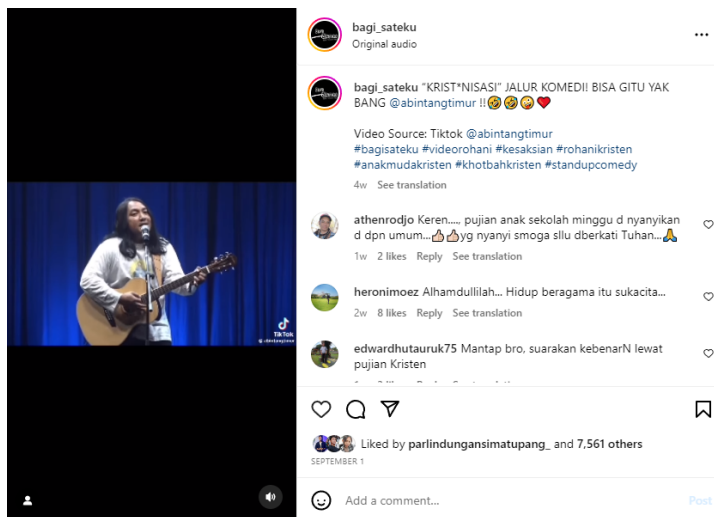 bagi_sateku
Original audio
bagi_sateku “KRIST*NISASI” JALUR KOMEDI! BISA GITU YAK
BANG @abintangtimur !!🤣🤣🤪❤️
Video Source: Tiktok @abintangtimur
#bagisateku #videorohani #kesaksian #rohanikristen
#anakmudakristen #khotbahkristen #standupcomedy
4w See translation
athenrodjo Keren...., pujian anak sekolah minggu d nyanyikan
d dpn umum...👍🏻👍🏻yg nyanyi smoga sllu dberkati Tuhan...🙏
1w 2 likes Reply See translation
heronimoez Alhamdullilah... Hidup beragama itu sukacita...
2w 8 likes Reply See translation
edwardhutauruk75 Mantap bro, suarakan kebenarN lewat
pujian Kristen
TikTok
Liked by parlindungansimatupang_ and 7,561 others
SEPTEMBER 1
Add a comment...
Post